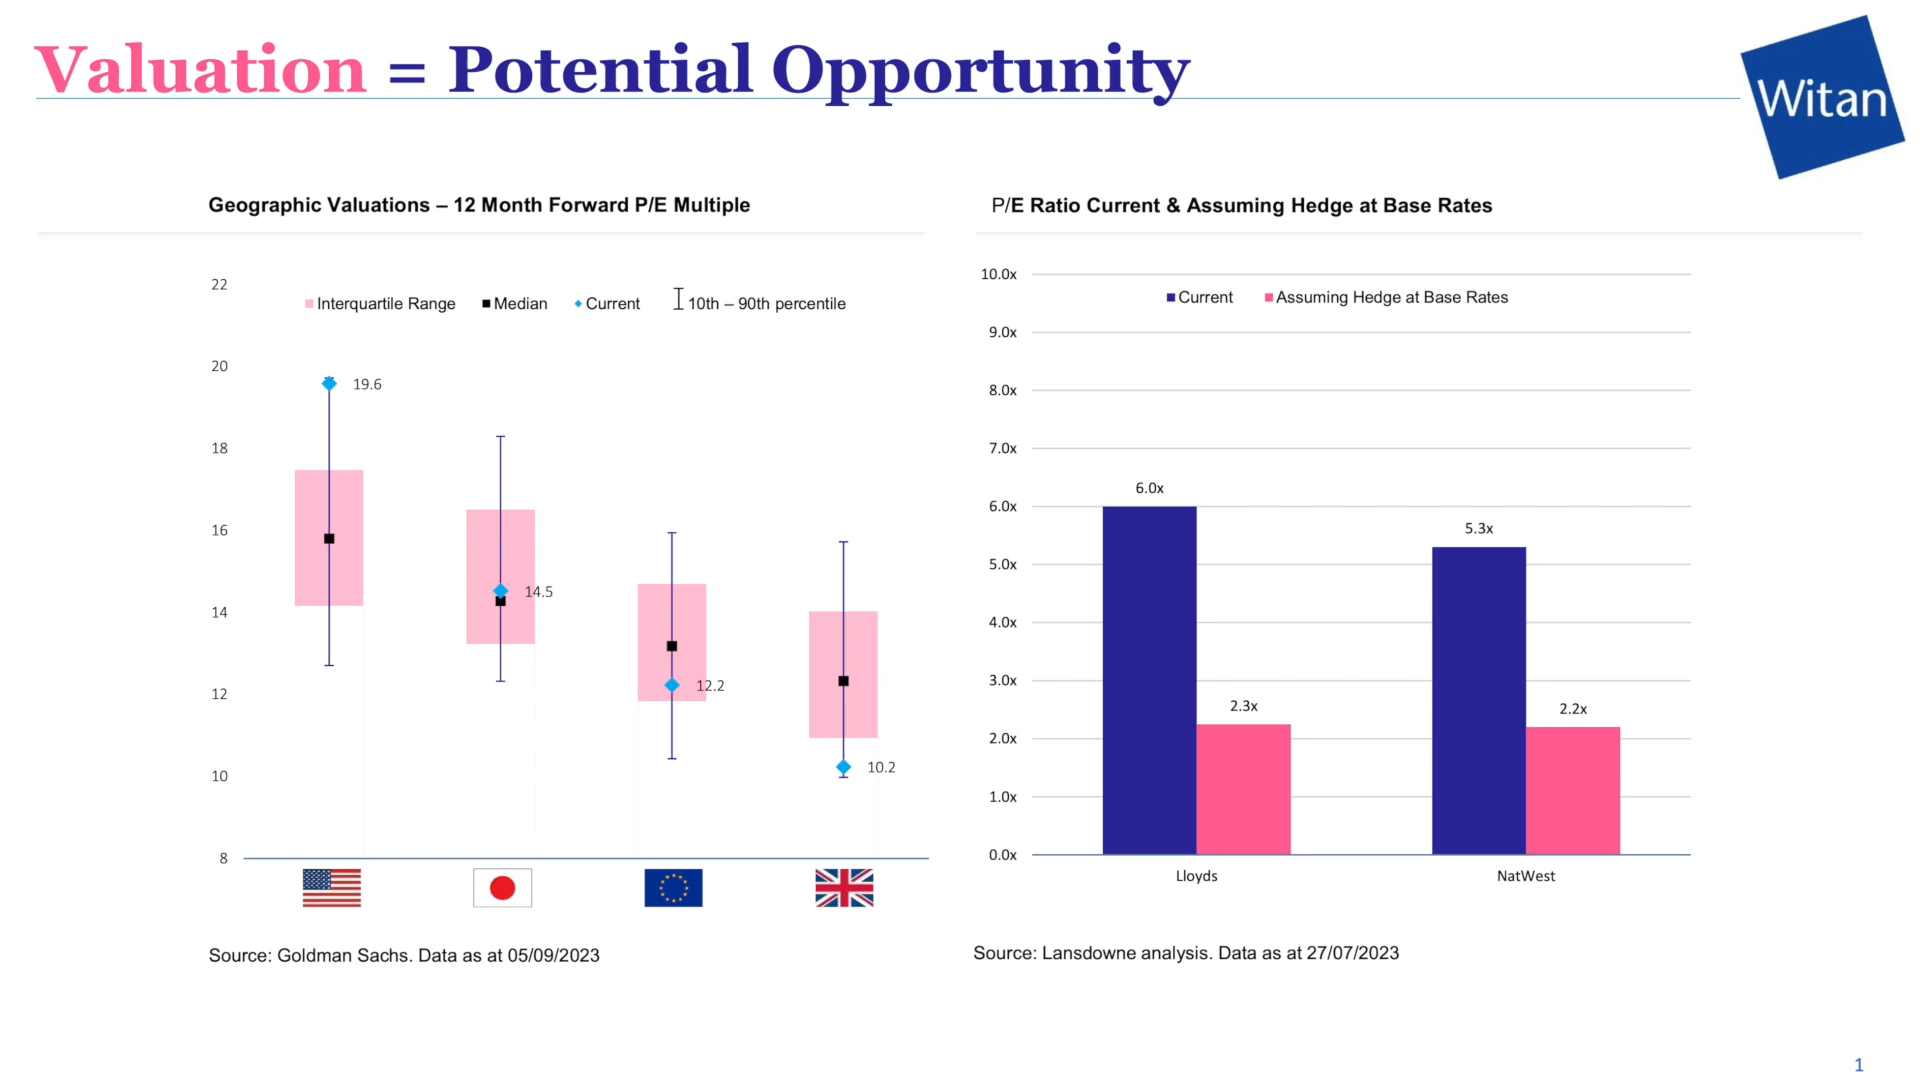 Valuation = Potential Opportunity
Witan
Geographic Valuations – 12 Month Forward P/E Multiple
22
Interquartile Range
Median
Current
10th – 90th percentile
20
19.6
18
16
14.5
14
12.2
12
10.2
10
8
Source: Goldman Sachs. Data as at 05/09/2023
P/E Ratio Current & Assuming Hedge at Base Rates
10.0x
Current
Assuming Hedge at Base Rates
9.0x
8.0x
7.0x
6.0x
6.0x
5.3x
5.0x
4.0x
3.0x
2.3x
2.2x
2.0x
1.0x
0.0x
Lloyds
NatWest
Source: Lansdowne analysis. Data as at 27/07/2023
1